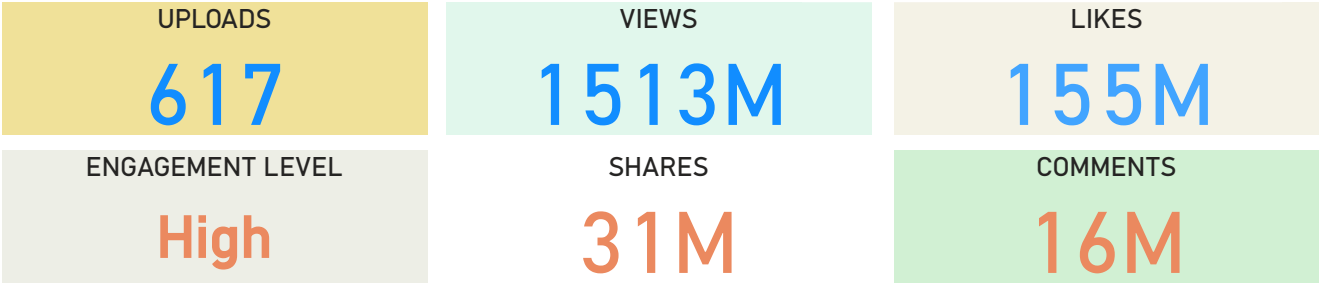 UPLOADS
617
VIEWS
1513M
LIKES
155M
ENGAGEMENT LEVEL
High
SHARES
31M
COMMENTS
16M